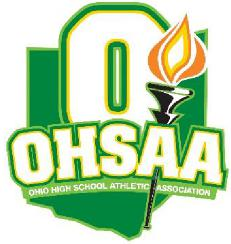 O
OHSAA
OHIO HIGH SCHOOL ATHLETIC ASSOCIATION